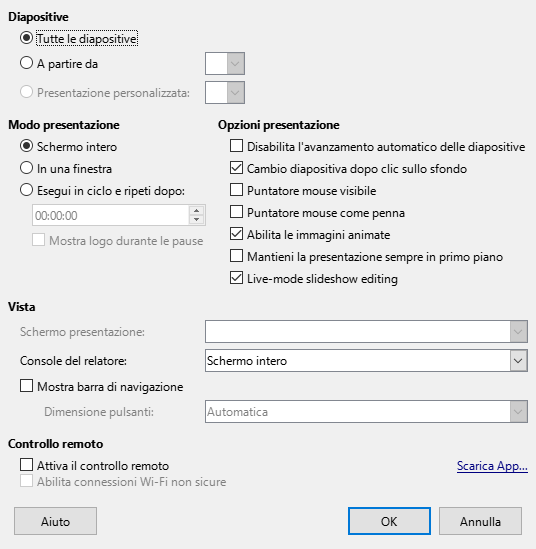 Diapositive
Tutte le diapositive
A partire da
Presentazione personalizzata:
Modo presentazione
Schermo intero
In una finestra
Esegui in ciclo e ripeti dopo:
00:00:00
Mostra logo durante le pause
Opzioni presentazione
Disabilita l'avanzamento automatico delle diapositive
Cambio diapositiva dopo clic sullo sfondo
Puntatore mouse visibile
Puntatore mouse come penna
Abilita le immagini animate
Mantieni la presentazione sempre in primo piano
Live-mode slideshow editing
Vista
Schermo presentazione:
Console del relatore: Schermo intero
Mostra barra di navigazione
Dimensione pulsanti: Automatica
Controllo remoto
Attiva il controllo remoto Scarica App...
Abilita connessioni Wi-Fi non sicure
Aiuto OK Annulla